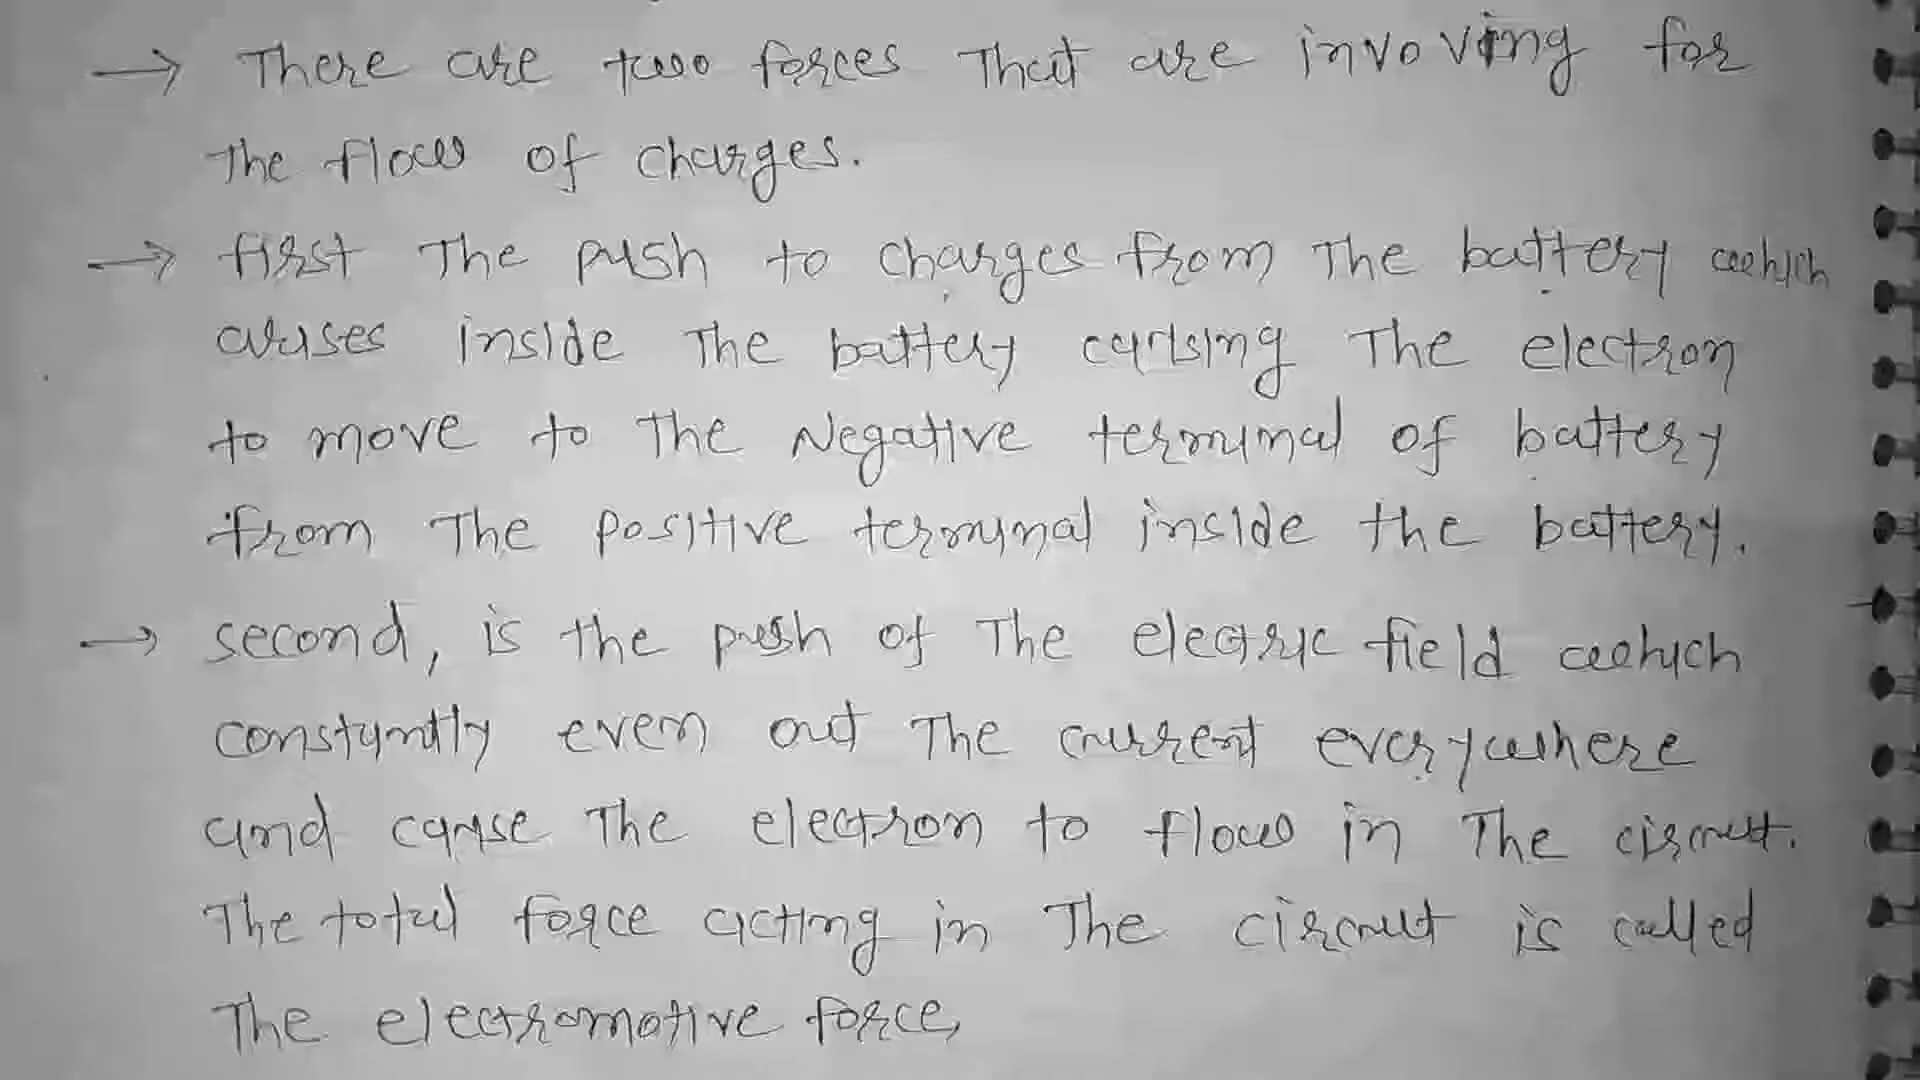 → There are two forces That are invoving for
The flow of charges.
→ first The push to charges from The battery which
arises inside The battery causing The electron
to move to The Negative terminal of battery
from The positive terminal inside the battery.
→ second, is the push of The electric field which
constantly even out The current everywhere
and cause The electron to flow in The circuit.
The total force acting in The circuit is called
The electromotive force,